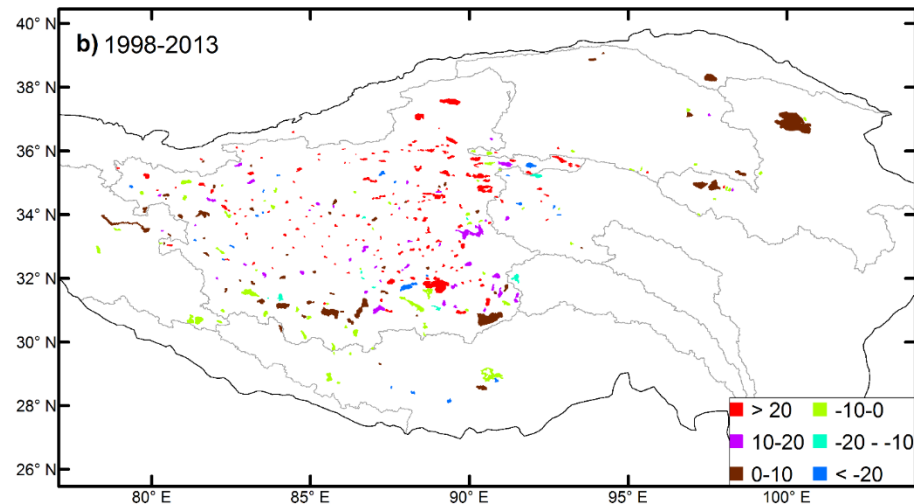 40° N
b) 1998-2013
38° N
36° N
34° N
32° N
30° N
28° N
26° N
> 20
-10-0
10-20
-20 - -10
0-10
< -20
80° E
85° E
90° E
95° E
100° E